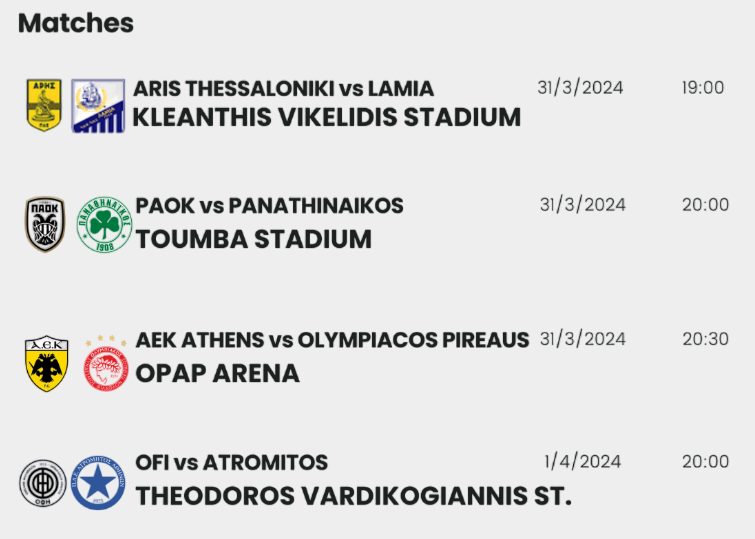 Matches
ΑΡΗΣ
LAMIA
ARIS THESSALONIKI vs LAMIA 31/3/2024 19:00
KLEANTHIS VIKELIDIS STADIUM
ΠΑΟΚ
ΠΑΝΑΘΗΝΑΪΚΟΣ
1908
PAOK vs PANATHINAIKOS 31/3/2024 20:00
TOUMBA STADIUM
Α.Ε.Κ
AEK ATHENS vs OLYMPIACOS PIREAUS 31/3/2024 20:30
OPAP ARENA
ΟΦΗ
OFI vs ATROMITOS 1/4/2024 20:00
THEODOROS VARDIKOGIANNIS ST.